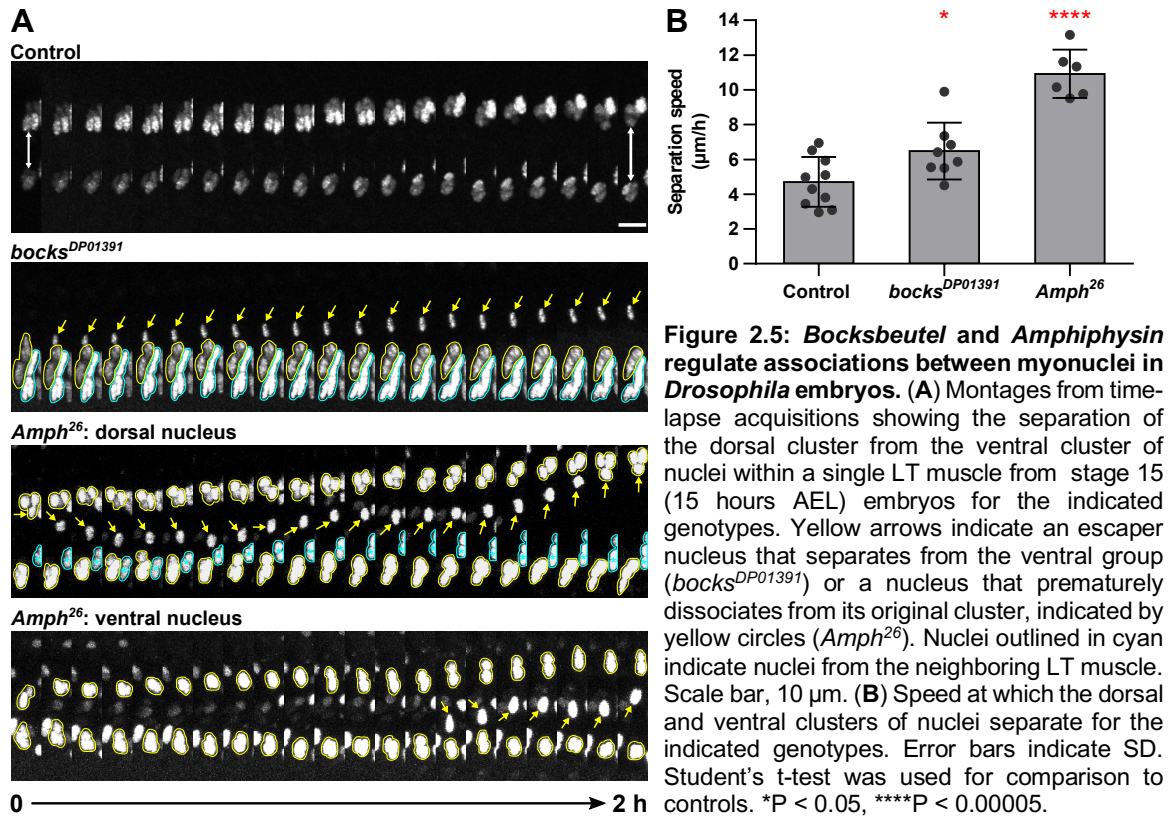 A
Control
bocksDP01391
Amph26: dorsal nucleus
Amph26: ventral nucleus
0
2 h
B
Separation speed
(µm/h)
14
12
10
8
6
4
2
0
*
****
Control
bocksDP01391
Amph26
Figure 2.5: Bocksbeutel and Amphiphysin
regulate associations between myonuclei in
Drosophila embryos. (A) Montages from time-
lapse acquisitions showing the separation of
the dorsal cluster from the ventral cluster of
nuclei within a single LT muscle from stage 15
(15 hours AEL) embryos for the indicated
genotypes. Yellow arrows indicate an escaper
nucleus that separates from the ventral group
(bocksDP01391) or a nucleus that prematurely
dissociates from its original cluster, indicated by
yellow circles (Amph26). Nuclei outlined in cyan
indicate nuclei from the neighboring LT muscle.
Scale bar, 10 µm. (B) Speed at which the dorsal
and ventral clusters of nuclei separate for the
indicated genotypes. Error bars indicate SD.
Student’s t-test was used for comparison to
controls. *P < 0.05, ****P < 0.00005.